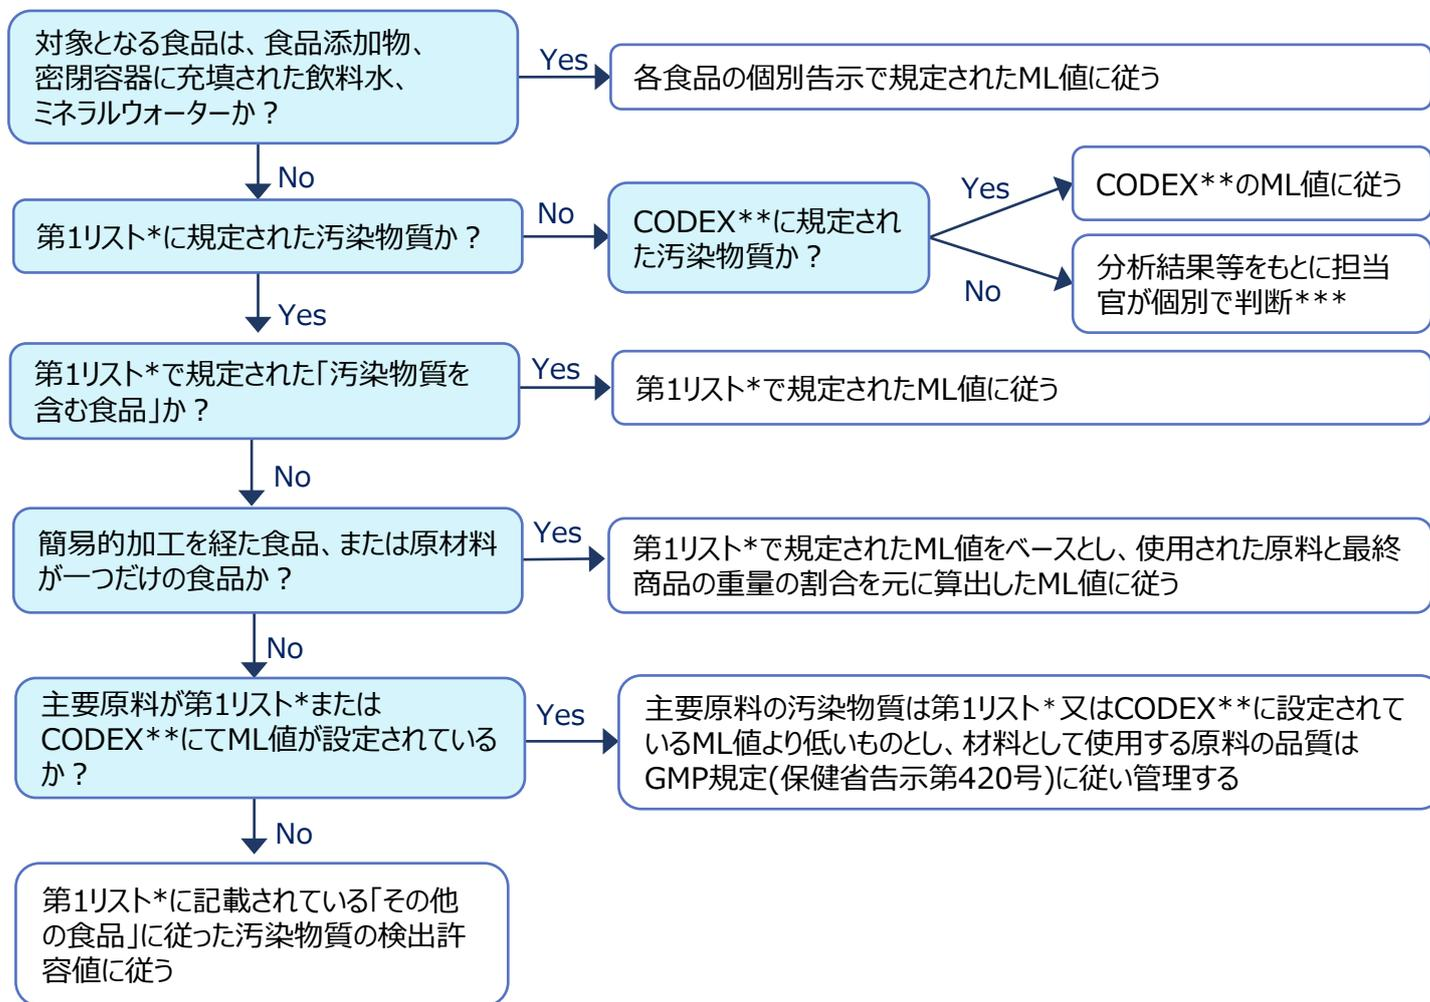 対象となる食品は、食品添加物、
密閉容器に充填された飲料水、
ミネラルウォーターか？
Yes
各食品の個別告示で規定されたML値に従う
No
第1リスト*に規定された汚染物質か？
No
CODEX**に規定され
た汚染物質か？
Yes
CODEX**のML値に従う
No
分析結果等をもとに担当
官が個別で判断***
Yes
第1リスト*で規定された「汚染物質を
含む食品」か？
Yes
第1リスト*で規定されたML値に従う
No
簡易的加工を経た食品、または原材料
が一つだけの食品か？
Yes
第1リスト*で規定されたML値をベースとし、使用された原料と最終
商品の重量の割合を元に算出したML値に従う
No
主要原料が第1リスト*または
CODEX**にてML値が設定されている
か？
Yes
主要原料の汚染物質は第1リスト*又はCODEX**に設定されて
いるML値より低いものとし、材料として使用する原料の品質は
GMP規定(保健省告示第420号)に従い管理する
No
第1リスト*に記載されている「その他
の食品」に従った汚染物質の検出許
容値に従う